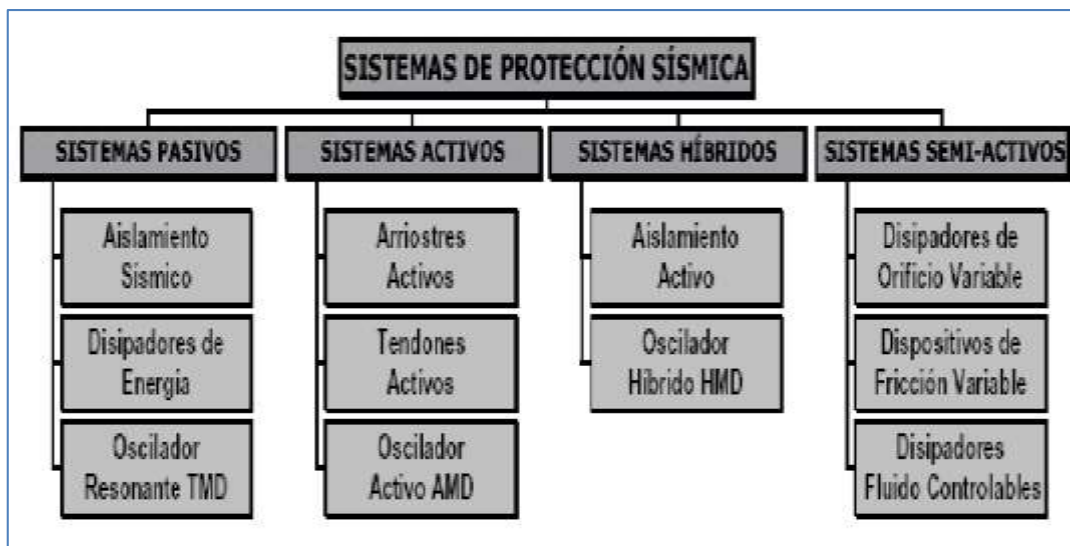 SISTEMAS DE PROTECCIÓN SÍSMICA
SISTEMAS PASIVOS
Aislamiento
Sísmico
Disipadores de
Energia
Oscilador
Resonante TMD
SISTEMAS ACTIVOS
Arriostres
Activos
Tendones
Activos
Oscilador
Activo AMD
SISTEMAS HÍBRIDOS
Aislamiento
Activo
Oscilador
Híbrido HMD
SISTEMAS SEMI-ACTIVOS
Disipadores de
Orificio Variable
Dispositivos de
Fricción Variable
Disipadores
Fluido Controlables